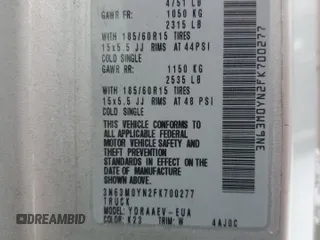 4751 LB
GAWR FR: 1050 KG
2315 LB
WITH 185/60R15 TIRES
15x5.5 JJ RIMS AT 44PSI
COLD SINGLE
GAWR RR: 1150 KG
2535 LB
WITH 185/60R15 TIRES
15x5.5 JJ RIMS AT 48 PSI
COLD SINGLE
THIS VEHICLE CONFORMS TO
ALL APPLICABLE FEDERAL
MOTOR VEHICLE SAFETY AND
BUMPER STANDARDS IN EFFECT
ON THE DATE OF
MANUFACTURE SHOWN ABOVE.
3N63M0YN2FK700277
TRUCK
MODEL: YDRAAEV-EUA
COLOR: K23 TRIM: W 4AJ0C
3N63M0YN2FK700277